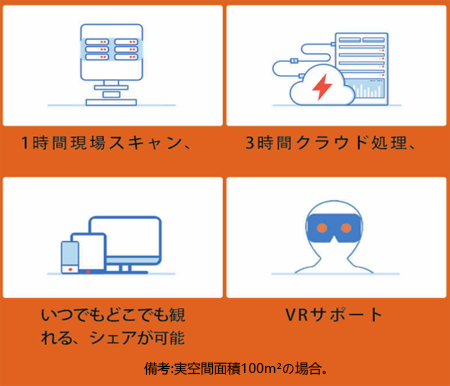 1時間現場スキャン、
3時間クラウド処理、
いつでもどこでも観
れる、シェアが可能
VRサポート
備考:実空間面積100m²の場合。